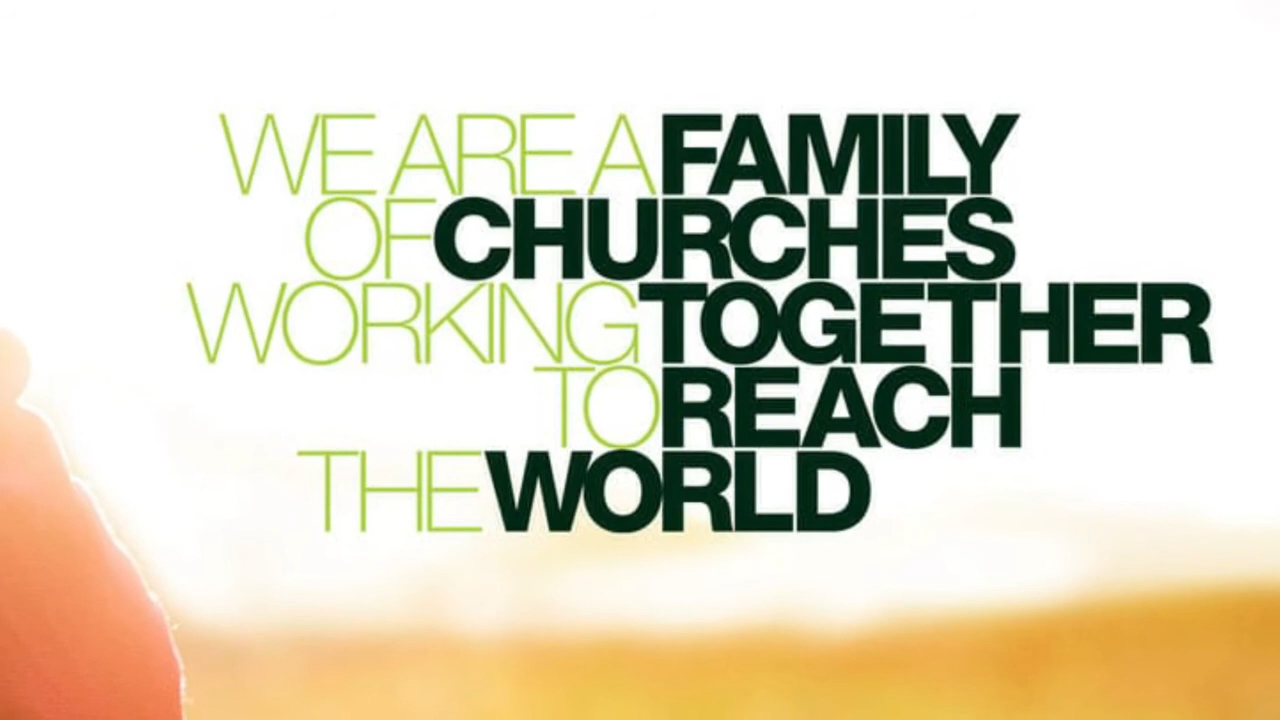 WE ARE A FAMILY
OF CHURCHES
WORKING TOGETHER
TO REACH
THE WORLD